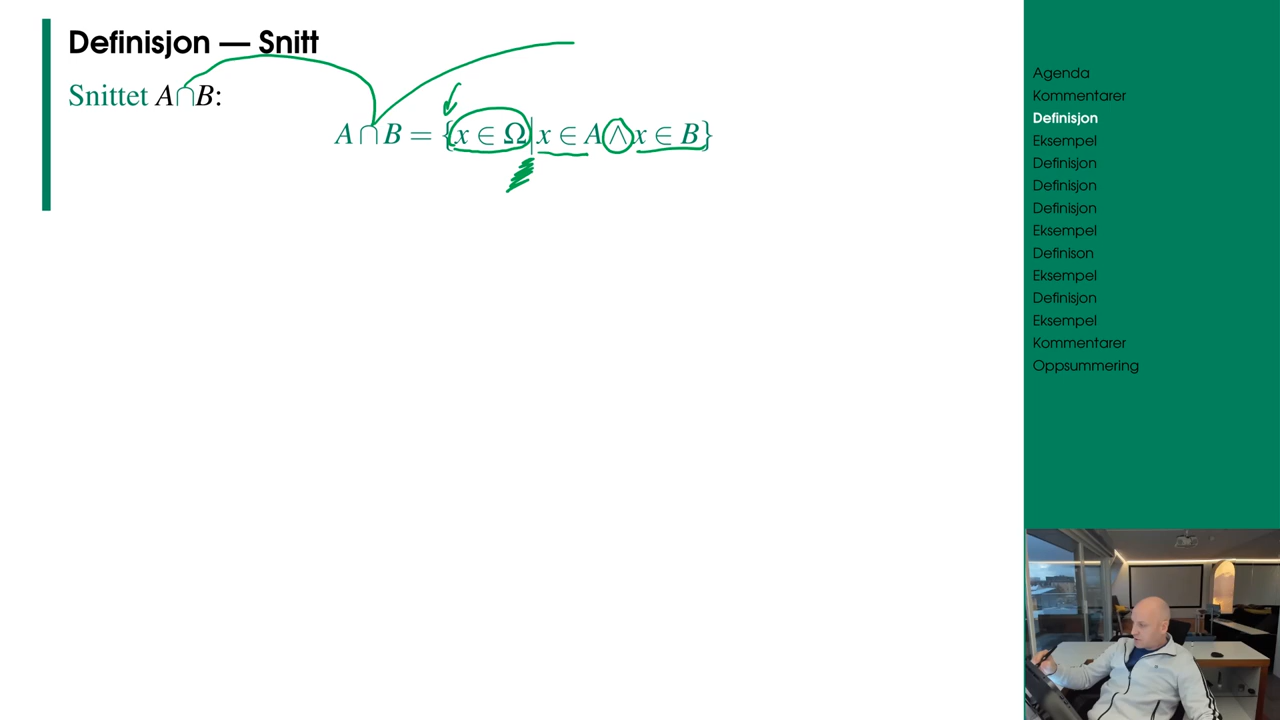 Definisjon — Snitt
Snittet A∩B:
A∩B = {x ∈ Ω | x ∈ A ∧ x ∈ B}
Agenda
Kommentarer
Definisjon
Eksempel
Definisjon
Definisjon
Definisjon
Eksempel
Definison
Eksempel
Definisjon
Eksempel
Kommentarer
Oppsummering